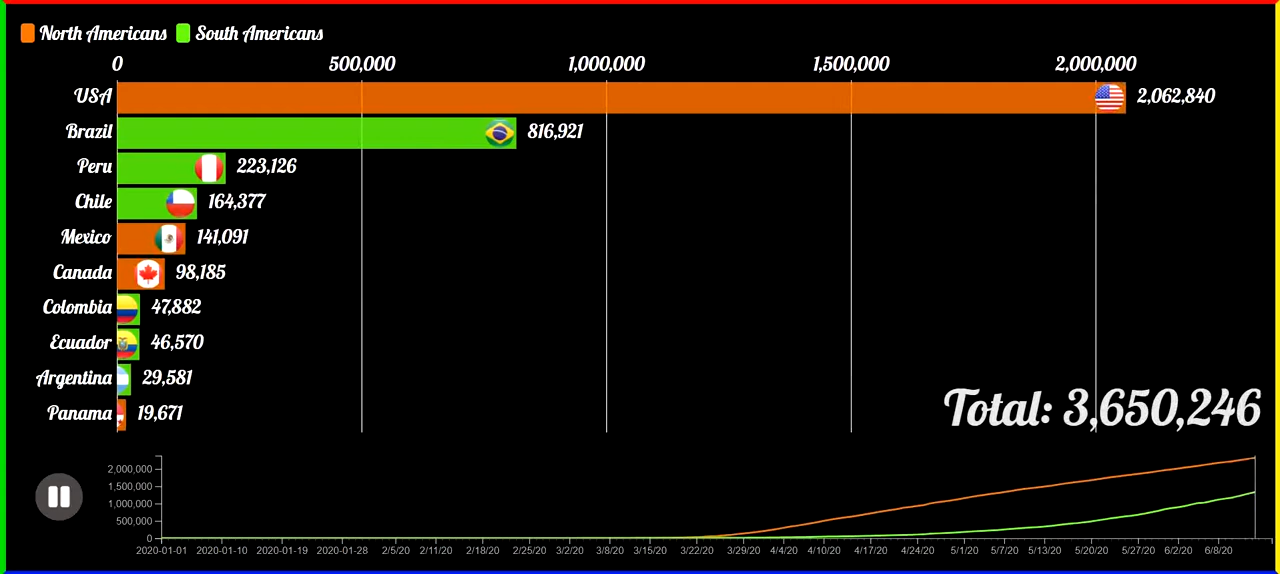 North Americans South Americans
0 500,000 1,000,000 1,500,000 2,000,000
USA 2,062,840
Brazil 816,921
Peru 223,126
Chile 164,377
Mexico 141,091
Canada 98,185
Colombia 47,882
Ecuador 46,570
Argentina 29,581
Panama 19,671
Total: 3,650,246
2,000,000
1,500,000
1,000,000
500,000
0
2020-01-01 2020-01-10 2020-01-19 2020-01-28 2/5/20 2/11/20 2/18/20 2/25/20 3/2/20 3/8/20 3/15/20 3/22/20 3/29/20 4/4/20 4/10/20 4/17/20 4/24/20 5/1/20 5/7/20 5/13/20 5/20/20 5/27/20 6/2/20 6/8/20